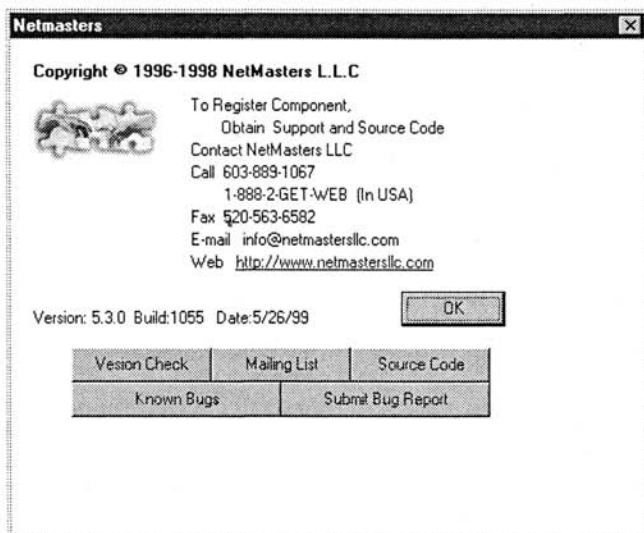 Netmasters
Copyright © 1996-1998 NetMasters L.L.C
To Register Component,
Obtain Support and Source Code
Contact NetMasters LLC
Call 603-889-1067
1-888-2-GET-WEB (In USA)
Fax 520-563-6582
E-mail info@netmastersllc.com
Web http://www.netmastersllc.com
OK
Version: 5.3.0 Build:1055 Date:5/26/99
Vesion Check Mailing List Source Code
Known Bugs Submit Bug Report